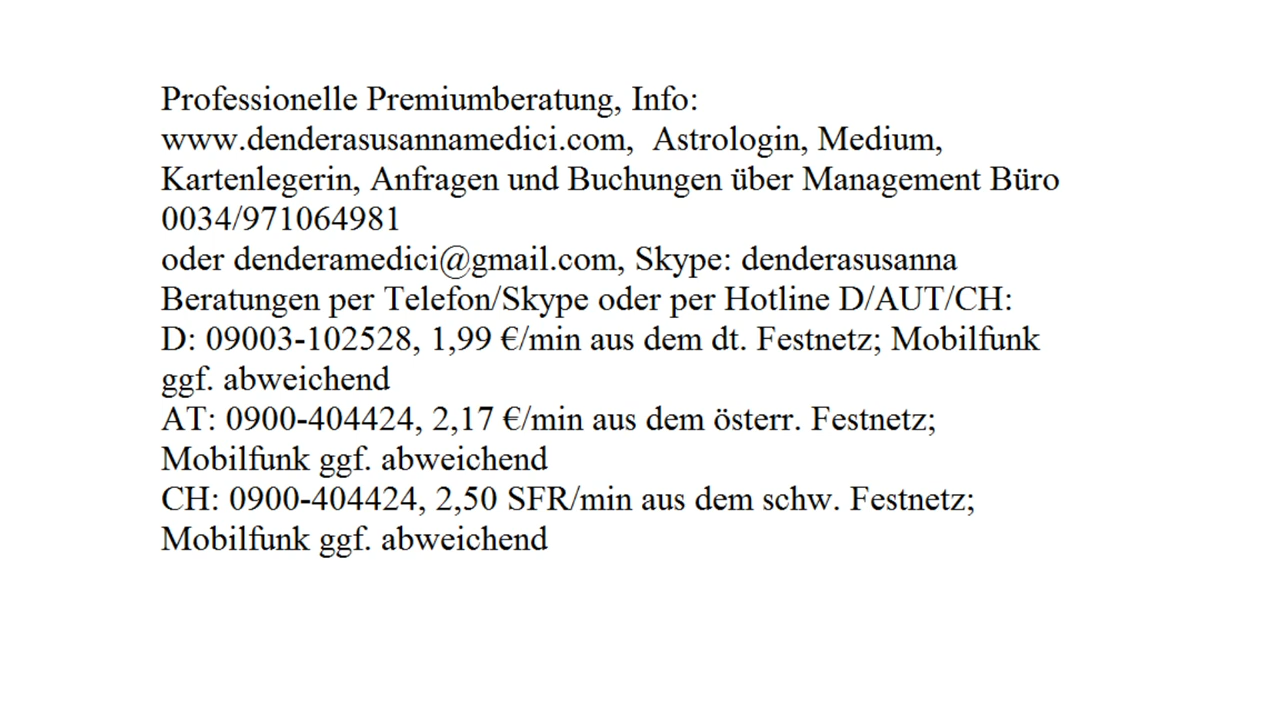 Professionelle Premiumberatung, Info:
www.denderasusannamedici.com,  Astrologin, Medium,
Kartenlegerin, Anfragen und Buchungen über Management Büro
0034/971064981
oder denderamedici@gmail.com, Skype: denderasusanna
Beratungen per Telefon/Skype oder per Hotline D/AUT/CH:
D: 09003-102528, 1,99 €/min aus dem dt. Festnetz; Mobilfunk
ggf. abweichend
AT: 0900-404424, 2,17 €/min aus dem österr. Festnetz;
Mobilfunk ggf. abweichend
CH: 0900-404424, 2,50 SFR/min aus dem schw. Festnetz;
Mobilfunk ggf. abweichend